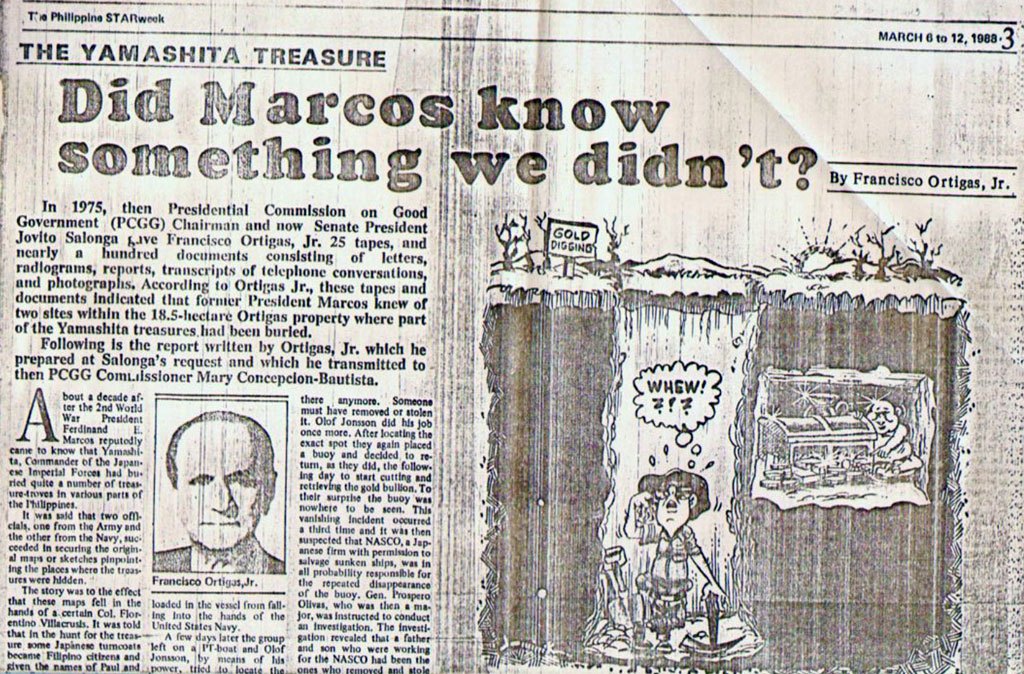 The Philippine STARweek
MARCH 6 to 12, 1988 • 3
THE YAMASHITA TREASURE
Did Marcos know
something we didn't?
By Francisco Ortigas, Jr.
In 1975, then Presidential Commission on Good
Government (PCGG) Chairman and now Senate President
Jovito Salonga gave Francisco Ortigas, Jr. 25 tapes, and
nearly a hundred documents consisting of letters,
radiograms, reports, transcripts of telephone conversations,
and photographs. According to Ortigas Jr., these tapes and
documents indicated that former President Marcos knew of
two sites within the 18.5-hectare Ortigas property where part
of the Yamashita treasures had been buried.
Following is the report written by Ortigas, Jr. which he
prepared at Salonga's request and which he transmitted to
then PCGG Commissioner Mary Concepcion-Bautista.
About a decade af-
ter the 2nd World
War President
Ferdinand E.
Marcos reputedly
came to know that Yamashi-
ta, Commander of the Japan-
ese Imperial Forces had bu-
ried quite a number of treas-
ure-troves in various parts of
the Philippines.
It was said that two offi-
cials, one from the Army and
the other from the Navy, suc-
ceeded in securing the origin-
al maps or sketches pinpoint-
ing the places where the treas-
ures were hidden.
The story was to the effect
that these maps fell in the
hands of a certain Col. Flor-
entino Villacrusis. It was told
that in the hunt for the treas-
ure some Japanese turncoats
became Filipino citizens and
given the names of Paul and
Francisco Ortigas, Jr.
loaded in the vessel from fall-
ing into the hands of the
United States Navy.
A few days later the group
left on a PT-boat and Olof
Jonsson, by means of his
power, tried to locate the
there anymore. Someone
must have removed or stolen
it. Olof Jonsson did his job
once more. After locating the
exact spot they again placed
a buoy and decided to re-
turn, as they did, the follow-
ing day to start cutting and
retrieving the gold bullion. To
their surprise the buoy was
nowhere to be seen. This
vanishing incident occurred
a third time and it was then
suspected that NASCO, a Jap-
anese firm with permission to
salvage sunken ships, was in
all probability responsible for
the repeated disappearance
of the buoy. Gen. Prospero
Olivas, who was then a ma-
jor, was instructed to conduct
an investigation. The investi-
gation revealed that a father
and son who were working
for the NASCO had been the
ones who removed and stole
GOLD
DIGGING
WHEW!
?!?